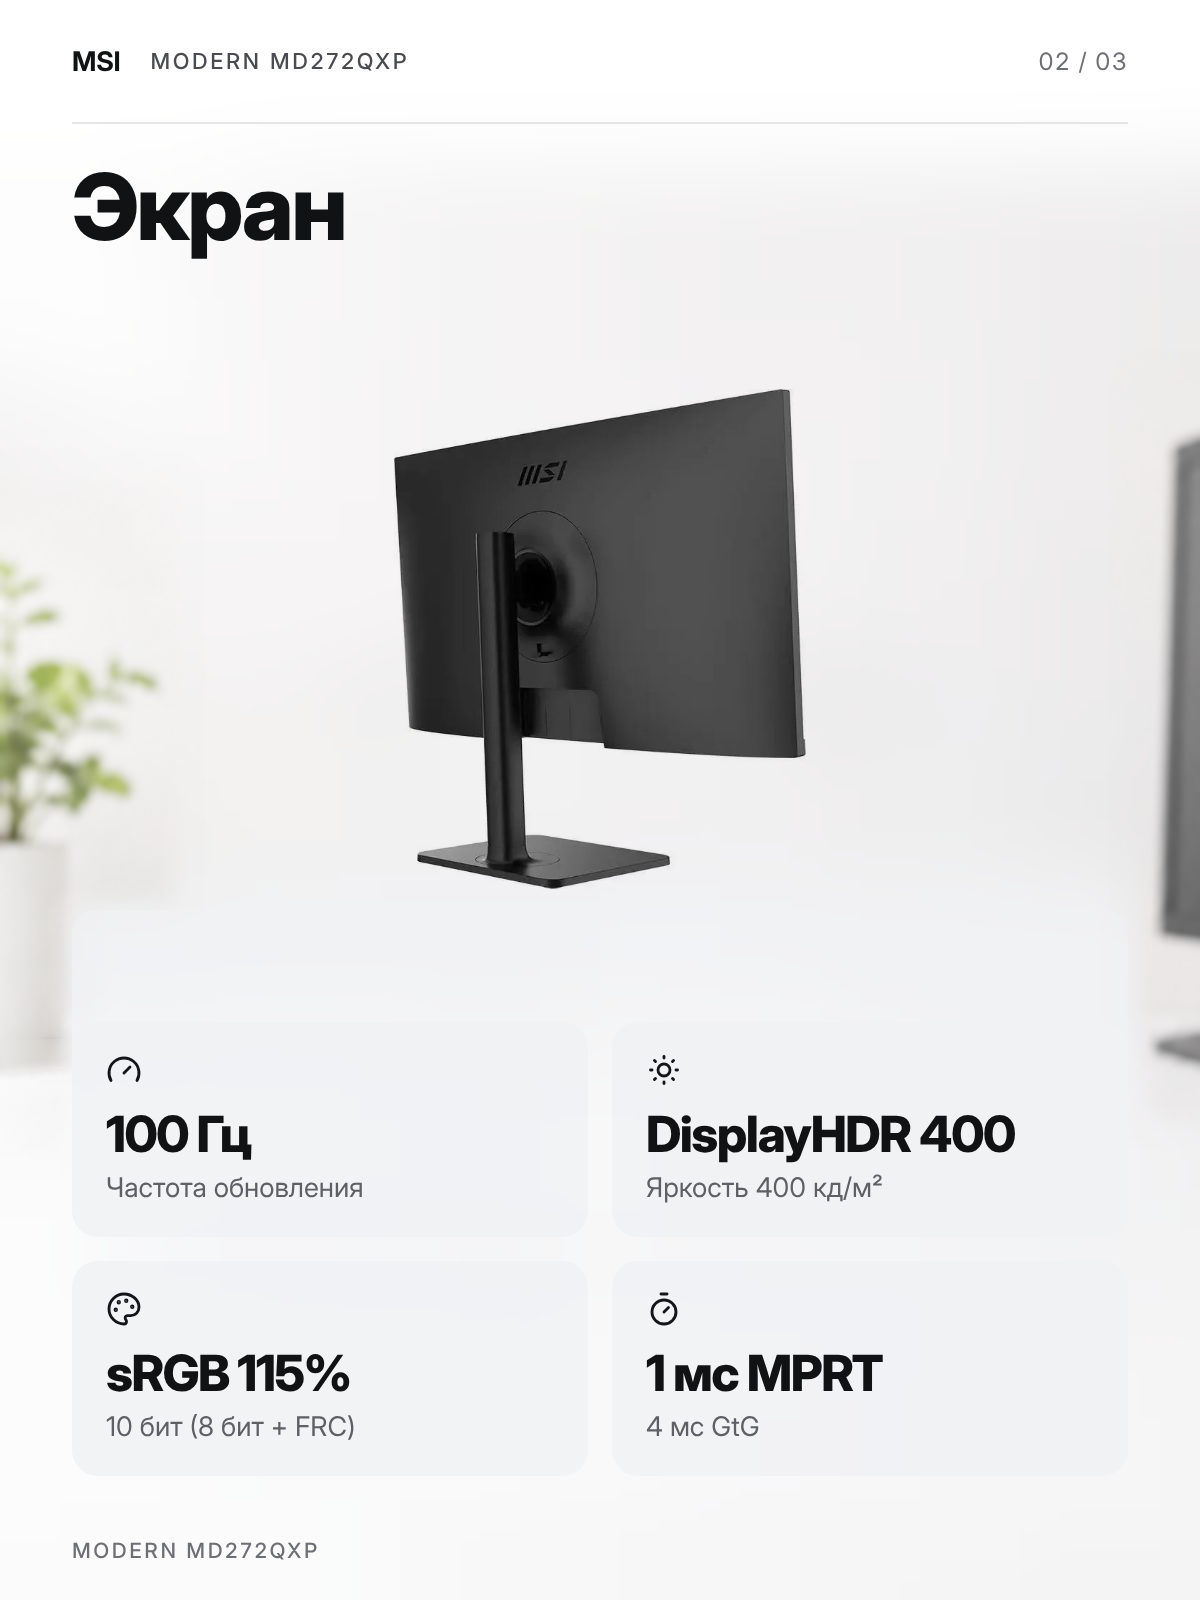 MSI MODERN MD272QXP 02 / 03
Экран
msi
100 Гц
Частота обновления
DisplayHDR 400
Яркость 400 кд/м²
sRGB 115%
10 бит (8 бит + FRC)
1 мс MPRT
4 мс GtG
MODERN MD272QXP